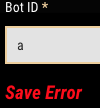 Bot ID *
a
Save Error